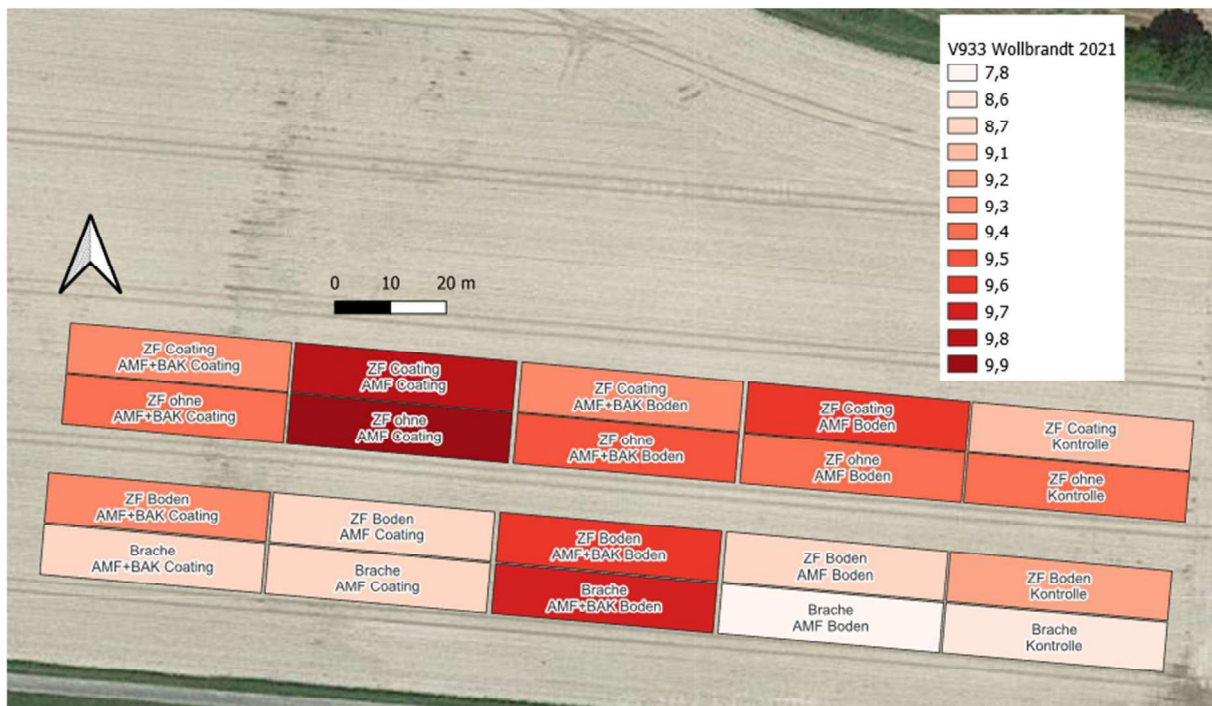 V933 Wollbrandt 2021
7,8
8,6
8,7
9,1
9,2
9,3
9,4
9,5
9,6
9,7
9,8
9,9
0 10 20 m
ZF Coating
AMF+BAK Coating
ZF ohne
AMF+BAK Coating
ZF Coating
AMF Coating
ZF ohne
AMF Coating
ZF Coating
AMF+BAK Boden
ZF ohne
AMF+BAK Boden
ZF Coating
AMF Boden
ZF ohne
AMF Boden
ZF Coating
Kontrolle
ZF ohne
Kontrolle
ZF Boden
AMF+BAK Coating
Brache
AMF+BAK Coating
ZF Boden
AMF Coating
Brache
AMF Coating
ZF Boden
AMF+BAK Boden
Brache
AMF+BAK Boden
ZF Boden
AMF Boden
Brache
AMF Boden
ZF Boden
Kontrolle
Brache
Kontrolle